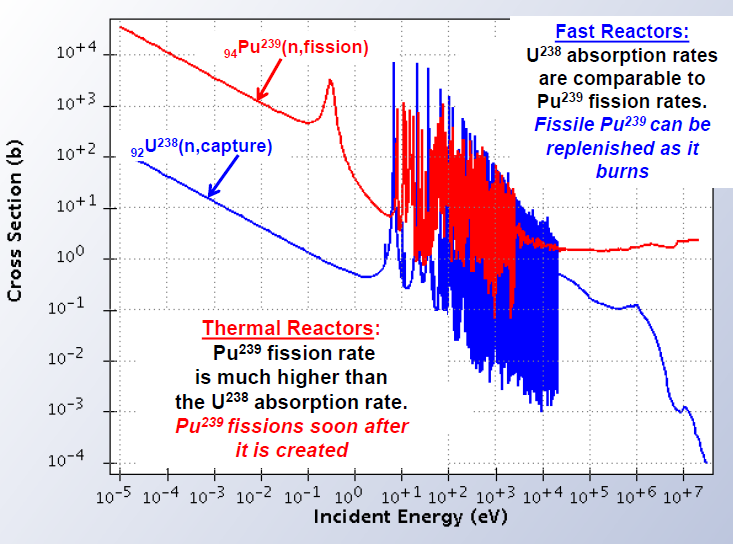 Fast Reactors:
U²³⁸ absorption rates
are comparable to
Pu²³⁹ fission rates.
Fissile Pu²³⁹ can be
replenished as it
burns
₉₄Pu²³⁹(n,fission)
₉₂U²³⁸(n,capture)
Thermal Reactors:
Pu²³⁹ fission rate
is much higher than
the U²³⁸ absorption rate.
Pu²³⁹ fissions soon after
it is created
Cross Section (b)
10⁺⁴
10⁺³
10⁺²
10⁺¹
10⁰
10⁻¹
10⁻²
10⁻³
10⁻⁴
10⁻⁵ 10⁻⁴ 10⁻³ 10⁻² 10⁻¹ 10⁰ 10⁺¹ 10⁺² 10⁺³ 10⁺⁴ 10⁺⁵ 10⁺⁶ 10⁺⁷
Incident Energy (eV)